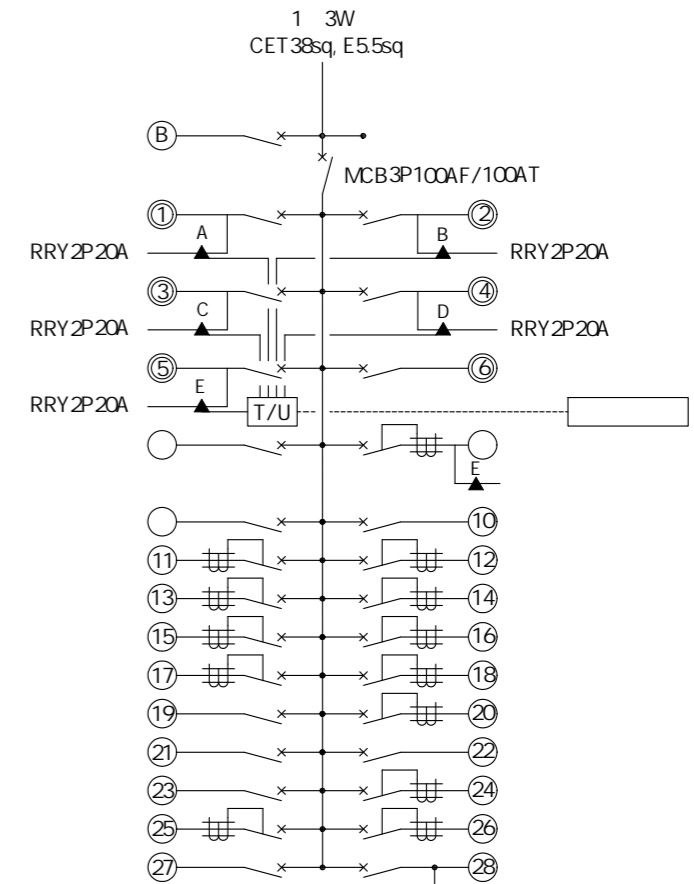 1 3W
CET38sq, E5.5sq
B
MCB3P100AF/100AT
1 2
A B
RRY2P20A RRY2P20A
3 4
C D
RRY2P20A RRY2P20A
5 6
E
RRY2P20A T/U
E
10
11 12
13 14
15 16
17 18
19 20
21 22
23 24
25 26
27 28